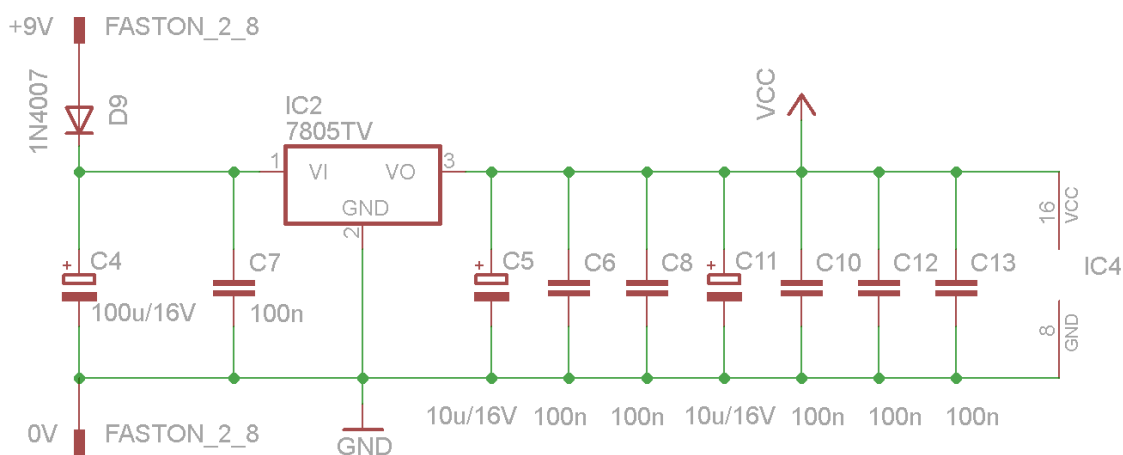 +9V FASTON_2_8
1N4007
D9
IC2
7805TV
1 VI VO 3
GND
2
VCC
16
VCC
+ C4
100u/16V
C7
100n
+ C5
C6
C8
+ C11
C10
C12
C13
IC4
8
GND
10u/16V 100n 100n 10u/16V 100n 100n 100n
0V FASTON_2_8
GND